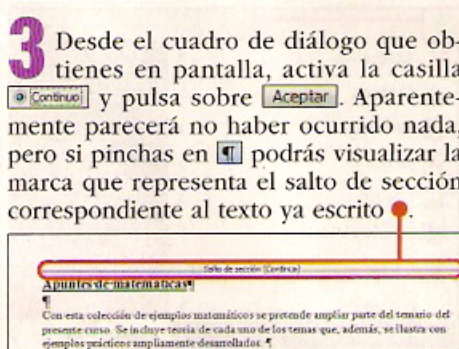 3 Desde el cuadro de diálogo que ob-
tienes en pantalla, activa la casilla
Continuo y pulsa sobre Aceptar. Aparente-
mente parecerá no haber ocurrido nada,
pero si pinchas en ¶ podrás visualizar la
marca que representa el salto de sección
correspondiente al texto ya escrito.
Salto de sección (Continuo)
Apuntes de matemáticas¶
¶
Con esta colección de ejemplos matemáticos se pretende ampliar parte del temario del
presente curso. Se incluye teoría de cada uno de los temas que, además, se ilustra con
ejemplos prácticos ampliamente desarrollados. ¶